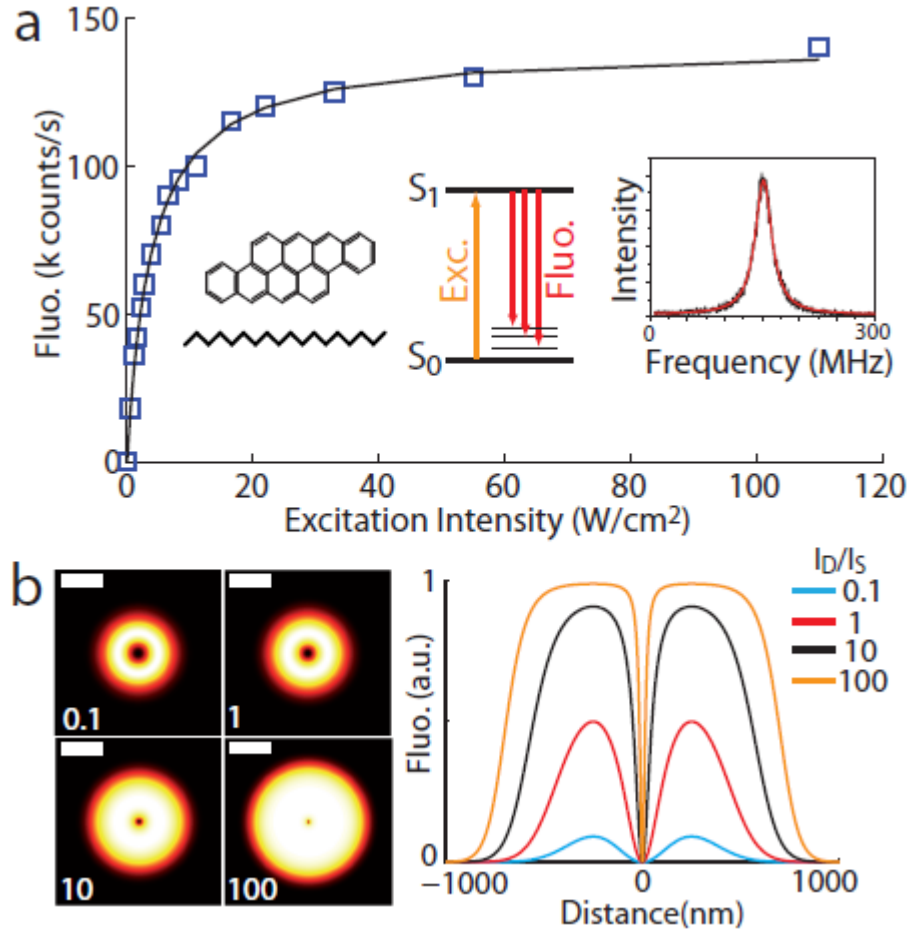 a
150
100
50
0
Fluo. (k counts/s)
0 20 40 60 80 100 120
Excitation Intensity (W/cm²)
S₁
S₀
Exc.
Fluo.
Intensity
0 300
Frequency (MHz)
b
0.1
1
10
100
1
0
Fluo. (a.u.)
−1000 0 1000
Distance(nm)
I_D/I_S
0.1
1
10
100